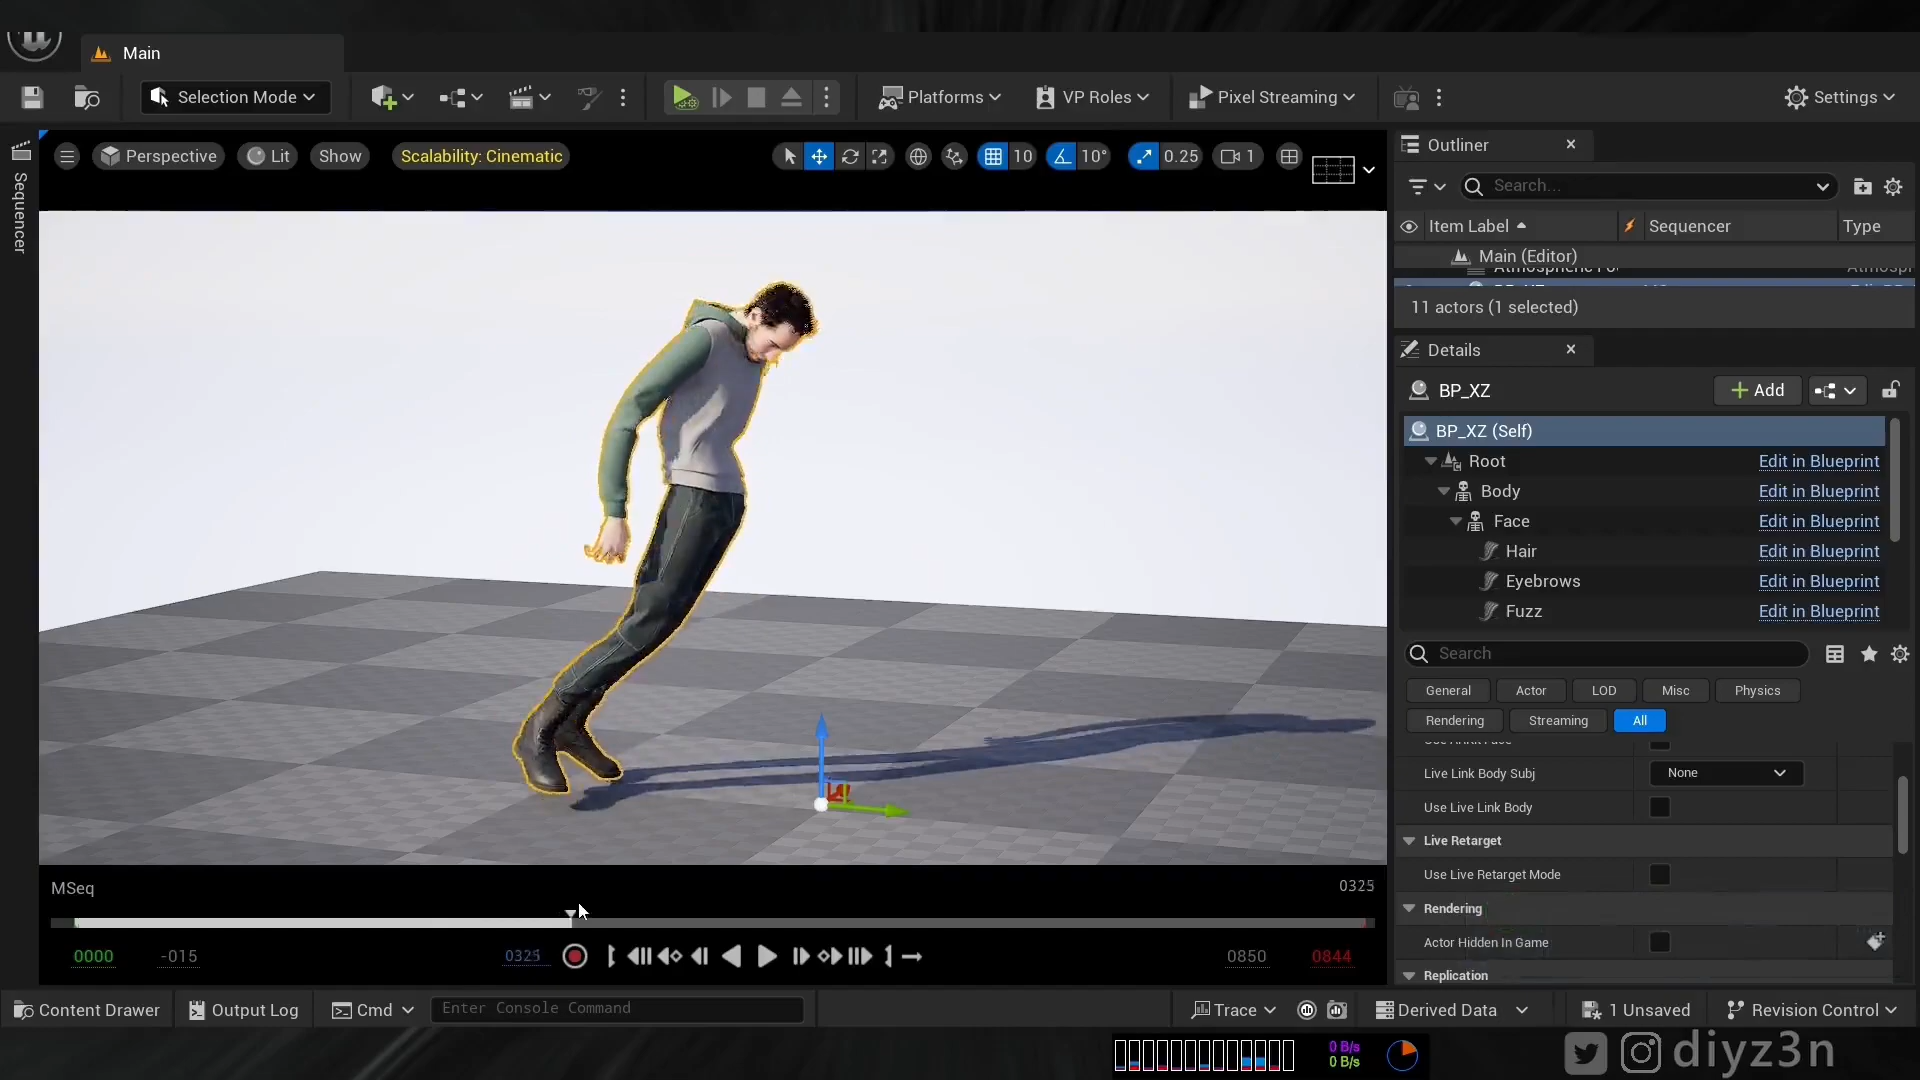 Main
Selection Mode
Platforms
VP Roles
Pixel Streaming
Settings
Sequencer
Perspective
Lit
Show
Scalability: Cinematic
10
10°
0.25
1
Outliner
Search...
Item Label
Sequencer
Type
Main (Editor)
11 actors (1 selected)
Details
BP_XZ
Add
BP_XZ (Self)
Root
Edit in Blueprint
Body
Edit in Blueprint
Face
Edit in Blueprint
Hair
Edit in Blueprint
Eyebrows
Edit in Blueprint
Fuzz
Edit in Blueprint
Search
General
Actor
LOD
Misc
Physics
Rendering
Streaming
All
Live Link Body Subj
None
Use Live Link Body
Live Retarget
Use Live Retarget Mode
Rendering
Actor Hidden In Game
Replication
MSeq
0325
0000
-015
0325
0850
0844
Content Drawer
Output Log
Cmd
Enter Console Command
Trace
Derived Data
1 Unsaved
Revision Control
0 B/s
0 B/s
diyz3n